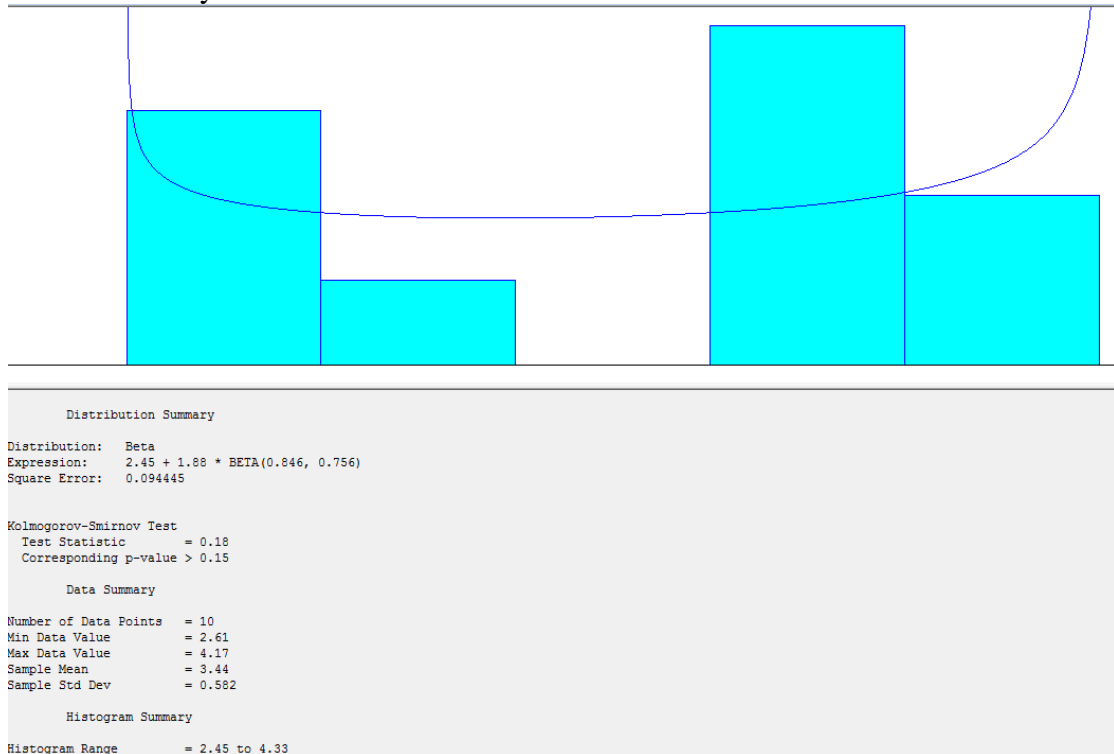 Distribution Summary
Distribution: Beta
Expression: 2.45 + 1.88 * BETA(0.846, 0.756)
Square Error: 0.094445
Kolmogorov-Smirnov Test
Test Statistic = 0.18
Corresponding p-value > 0.15
Data Summary
Number of Data Points = 10
Min Data Value = 2.61
Max Data Value = 4.17
Sample Mean = 3.44
Sample Std Dev = 0.582
Histogram Summary
Histogram Range = 2.45 to 4.33